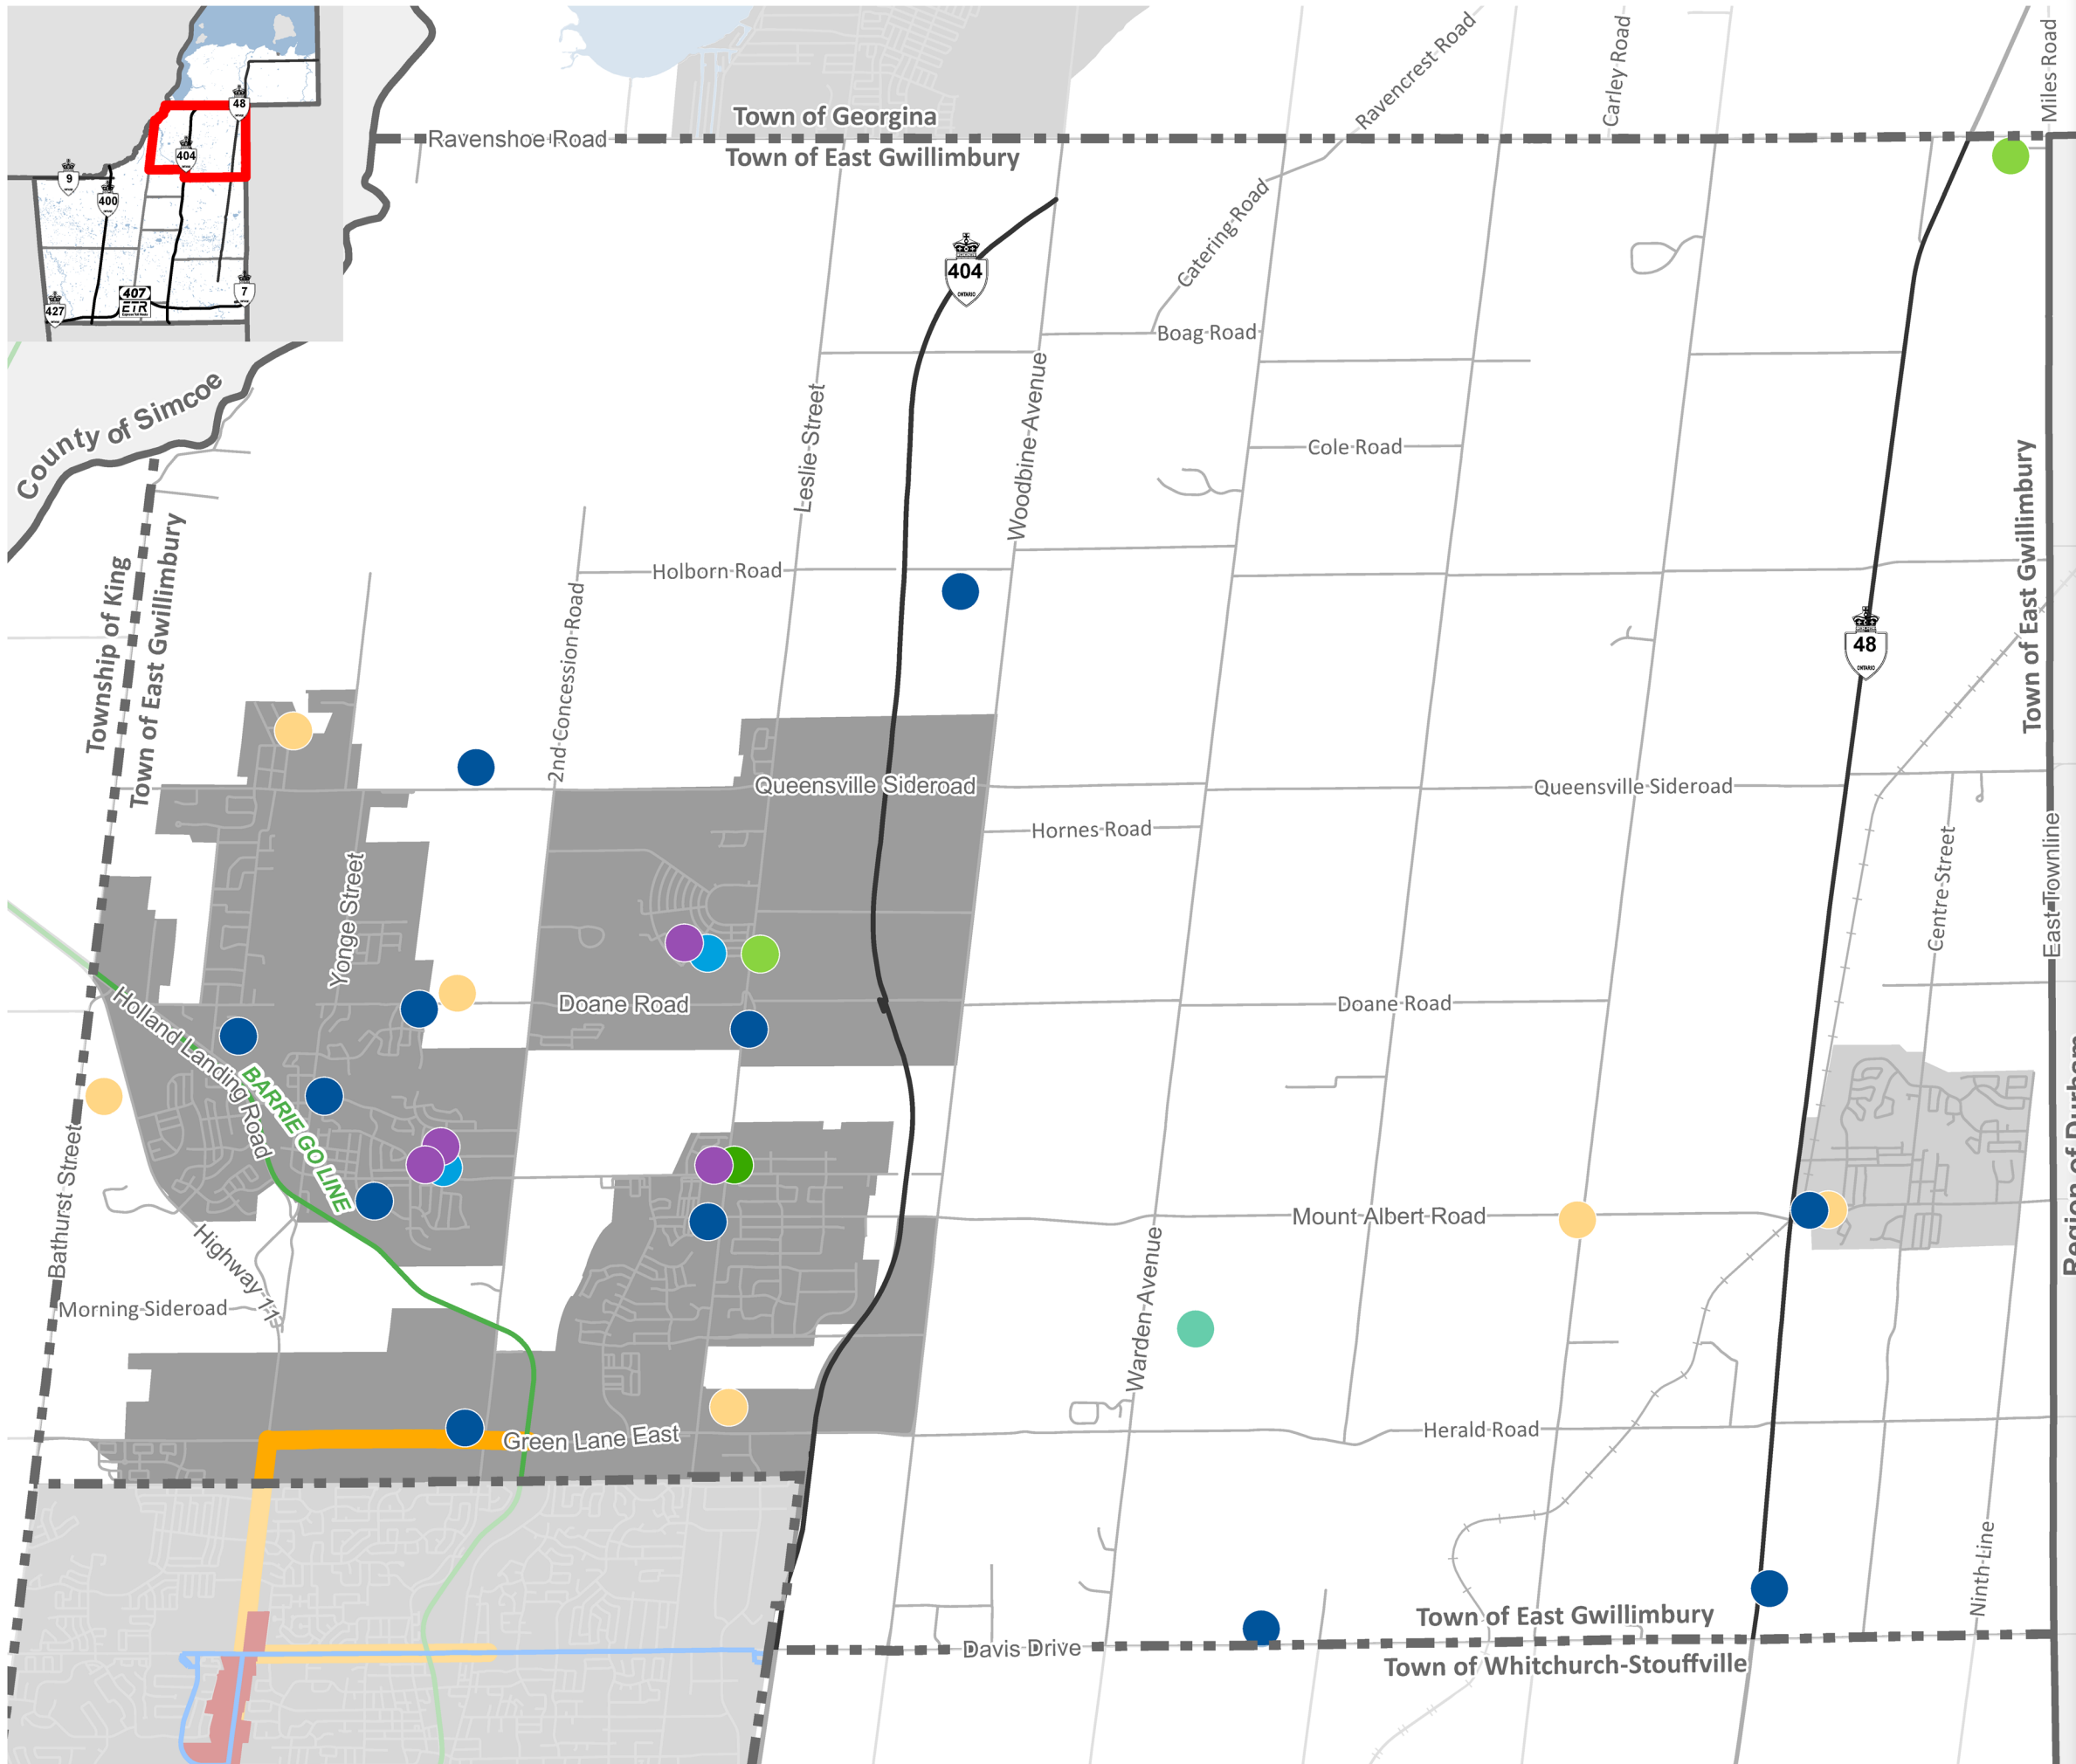 48
404
9
400
407
ETR
7
427
Town of Georgina
Ravenshoe Road
Town of East Gwillimbury
Ravencrest Road
Carley Road
Miles Road
Catering Road
404
ONTARIO
Boag Road
County of Simcoe
Leslie Street
Woodbine Avenue
Cole Road
Town of East Gwillimbury
Township of King
Town of East Gwillimbury
Holborn Road
2nd Concession Road
48
ONTARIO
Queensville Sideroad
Queensville Sideroad
Hornes Road
Yonge Street
Centre Street
East Townline
Doane Road
Doane Road
Holland Landing Road
BARRIE GO LINE
Region of Durham
Bathurst Street
Highway 11
Mount Albert Road
Morning Sideroad
Warden Avenue
Green Lane East
Herald Road
Ninth Line
Town of East Gwillimbury
Davis Drive
Town of Whitchurch-Stouffville